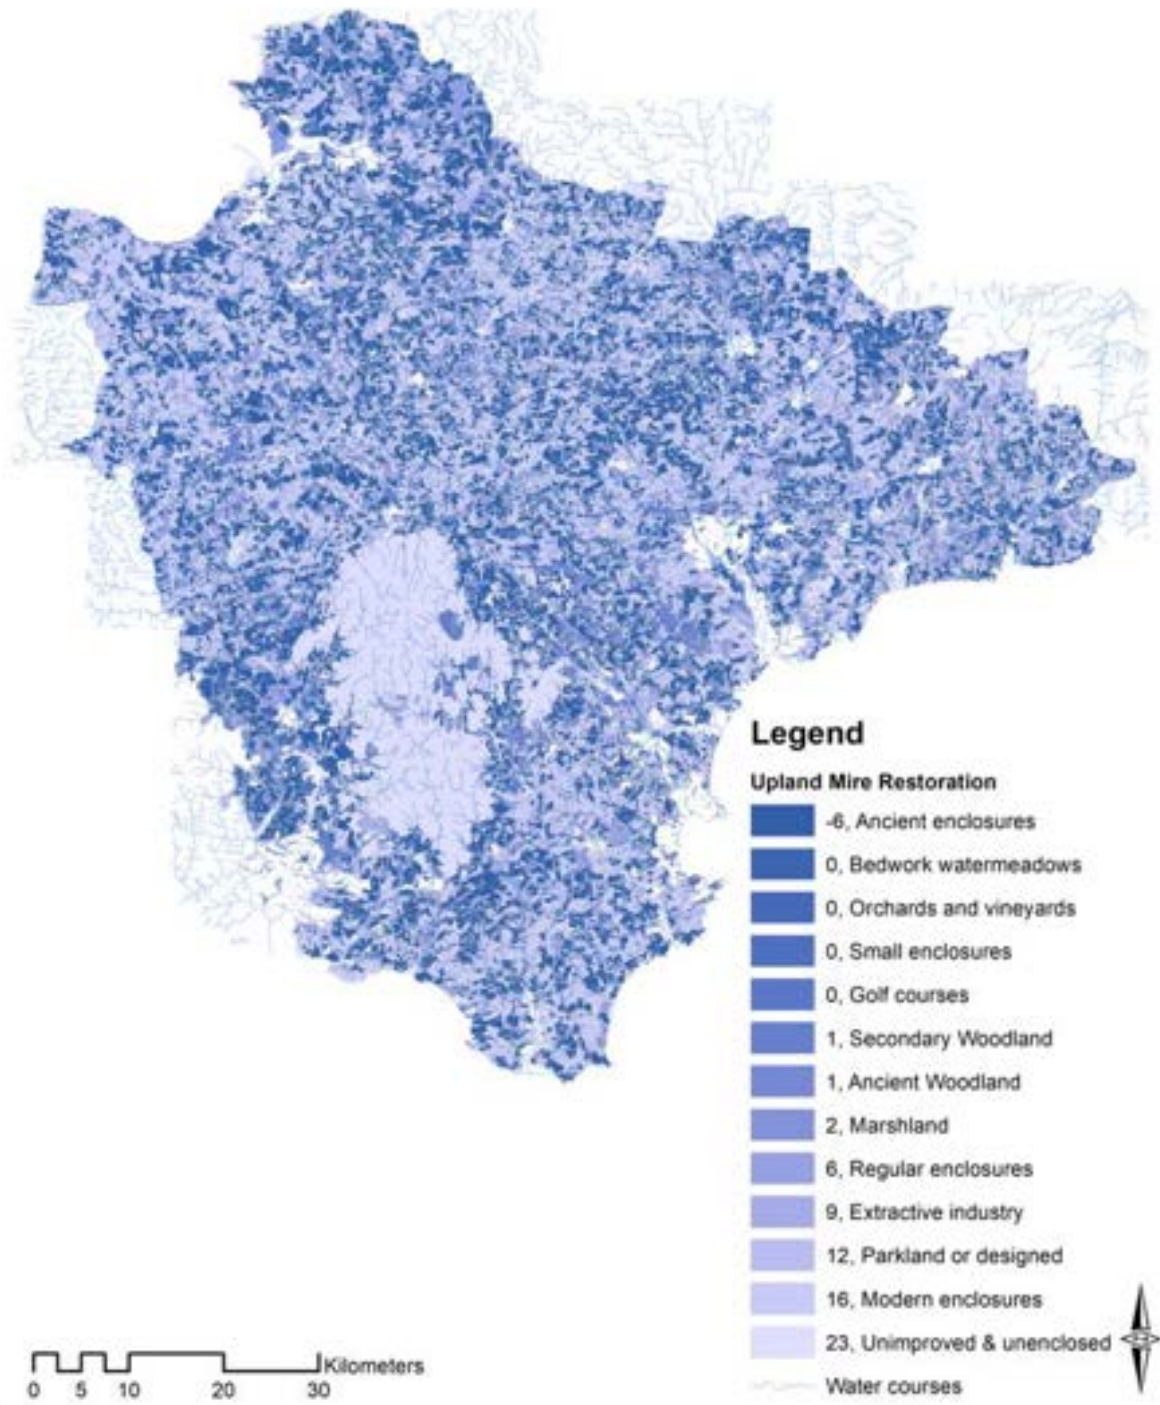 Legend
Upland Mire Restoration
-6, Ancient enclosures
0, Bedwork watermeadows
0, Orchards and vineyards
0, Small enclosures
0, Golf courses
1, Secondary Woodland
1, Ancient Woodland
2, Marshland
6, Regular enclosures
9, Extractive industry
12, Parkland or designed
16, Modern enclosures
23, Unimproved & unenclosed
Water courses
Kilometers
0 5 10 20 30